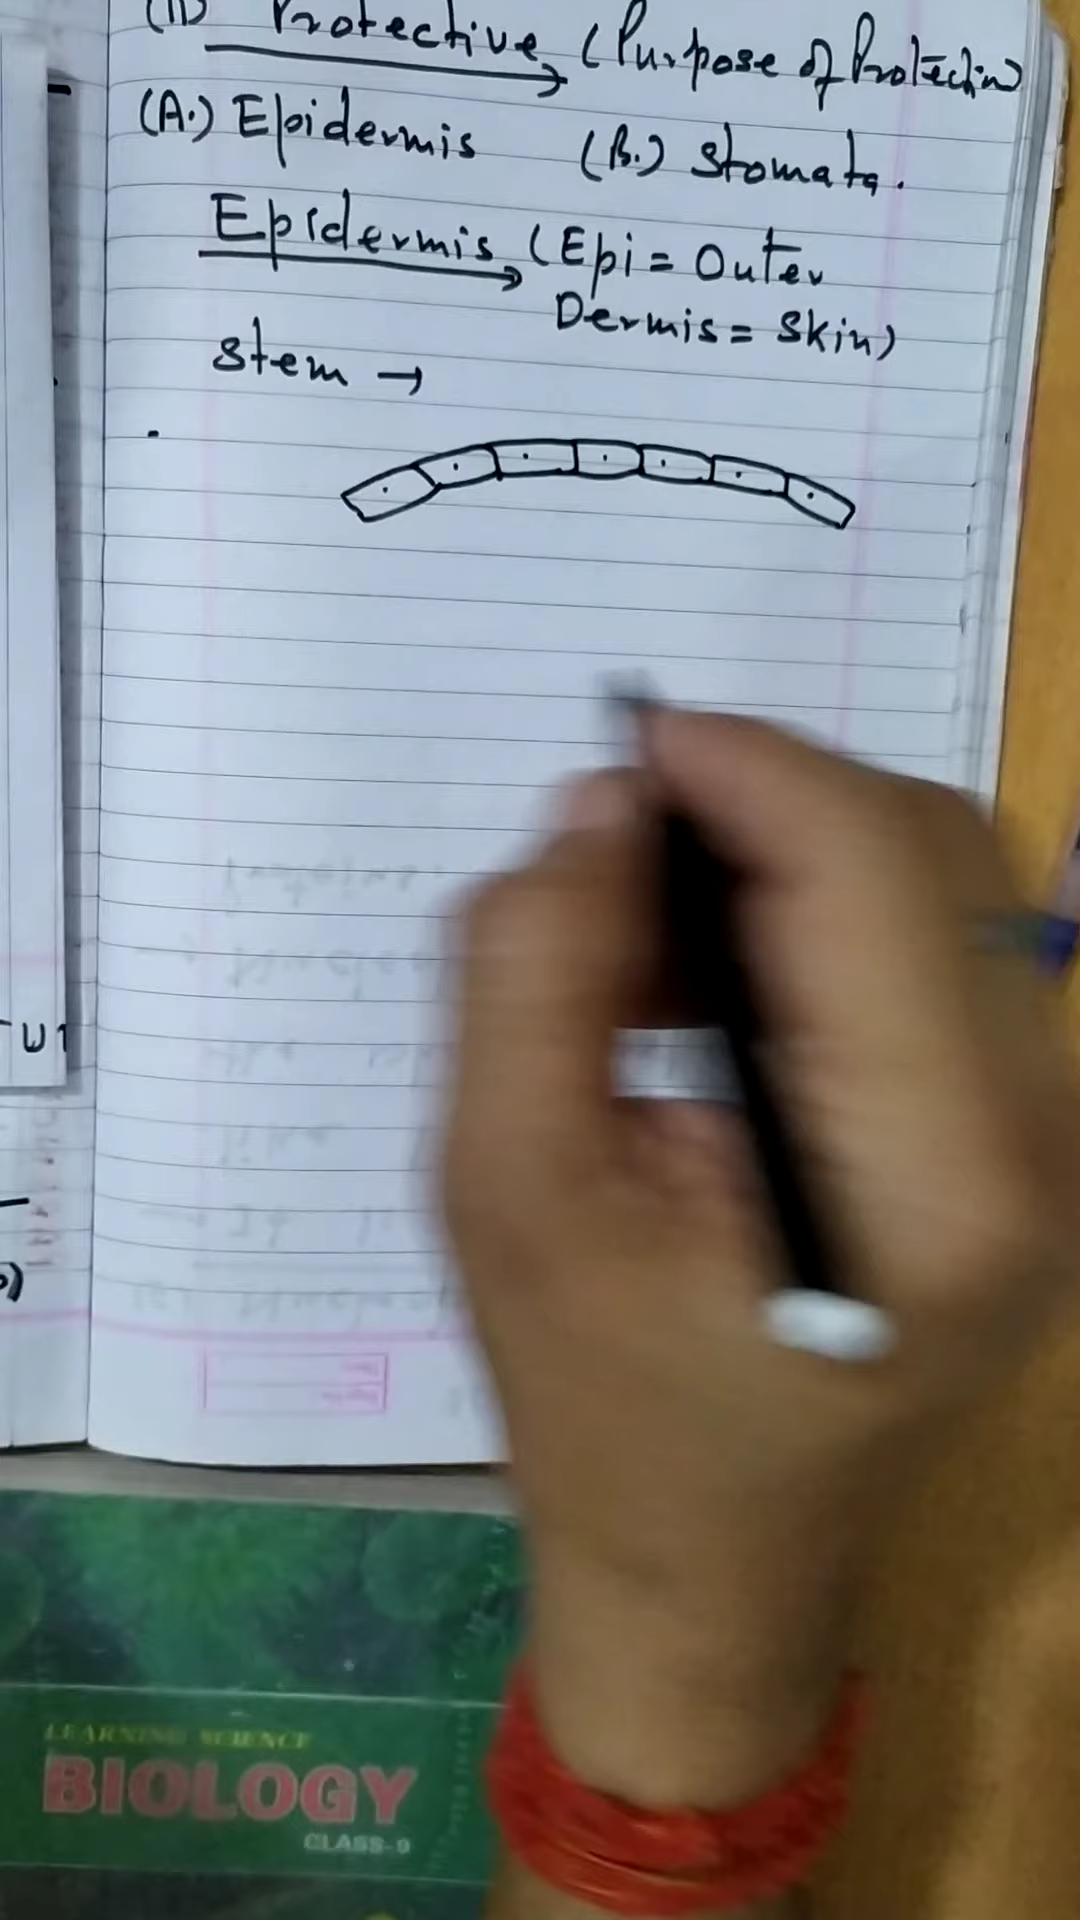 (II) Protective (Purpose of Protection)
(A.) Epidermis (B.) Stomata.
Epidermis (Epi = Outer
Dermis = Skin)
Stem →
LEARNING SCIENCE
BIOLOGY
CLASS-9